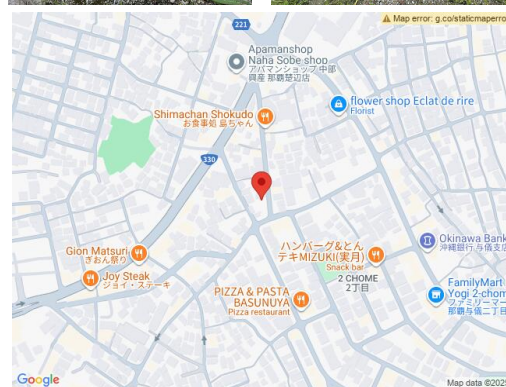 Map error: g.co/staticmaperro
221
Apamanshop
Naha Sobe shop
アパマンショップ 中部
興産 那覇楚辺店
flower shop Eclat de rire
Florist
Shimachan Shokudo
お食事処 島ちゃん
330
Gion Matsuri
ぎおん祭り
Joy Steak
ジョイ・ステーキ
ハンバーグ&とん
テキMIZUKI(実月)
Snack bar
2 CHOME
2丁目
Okinawa Bank
沖縄銀行 与儀支店
PIZZA & PASTA
BASUNUYA
Pizza restaurant
FamilyMart
Yogi 2-chom
ファミリーマー
那覇与儀二丁目
Google
Map data ©202